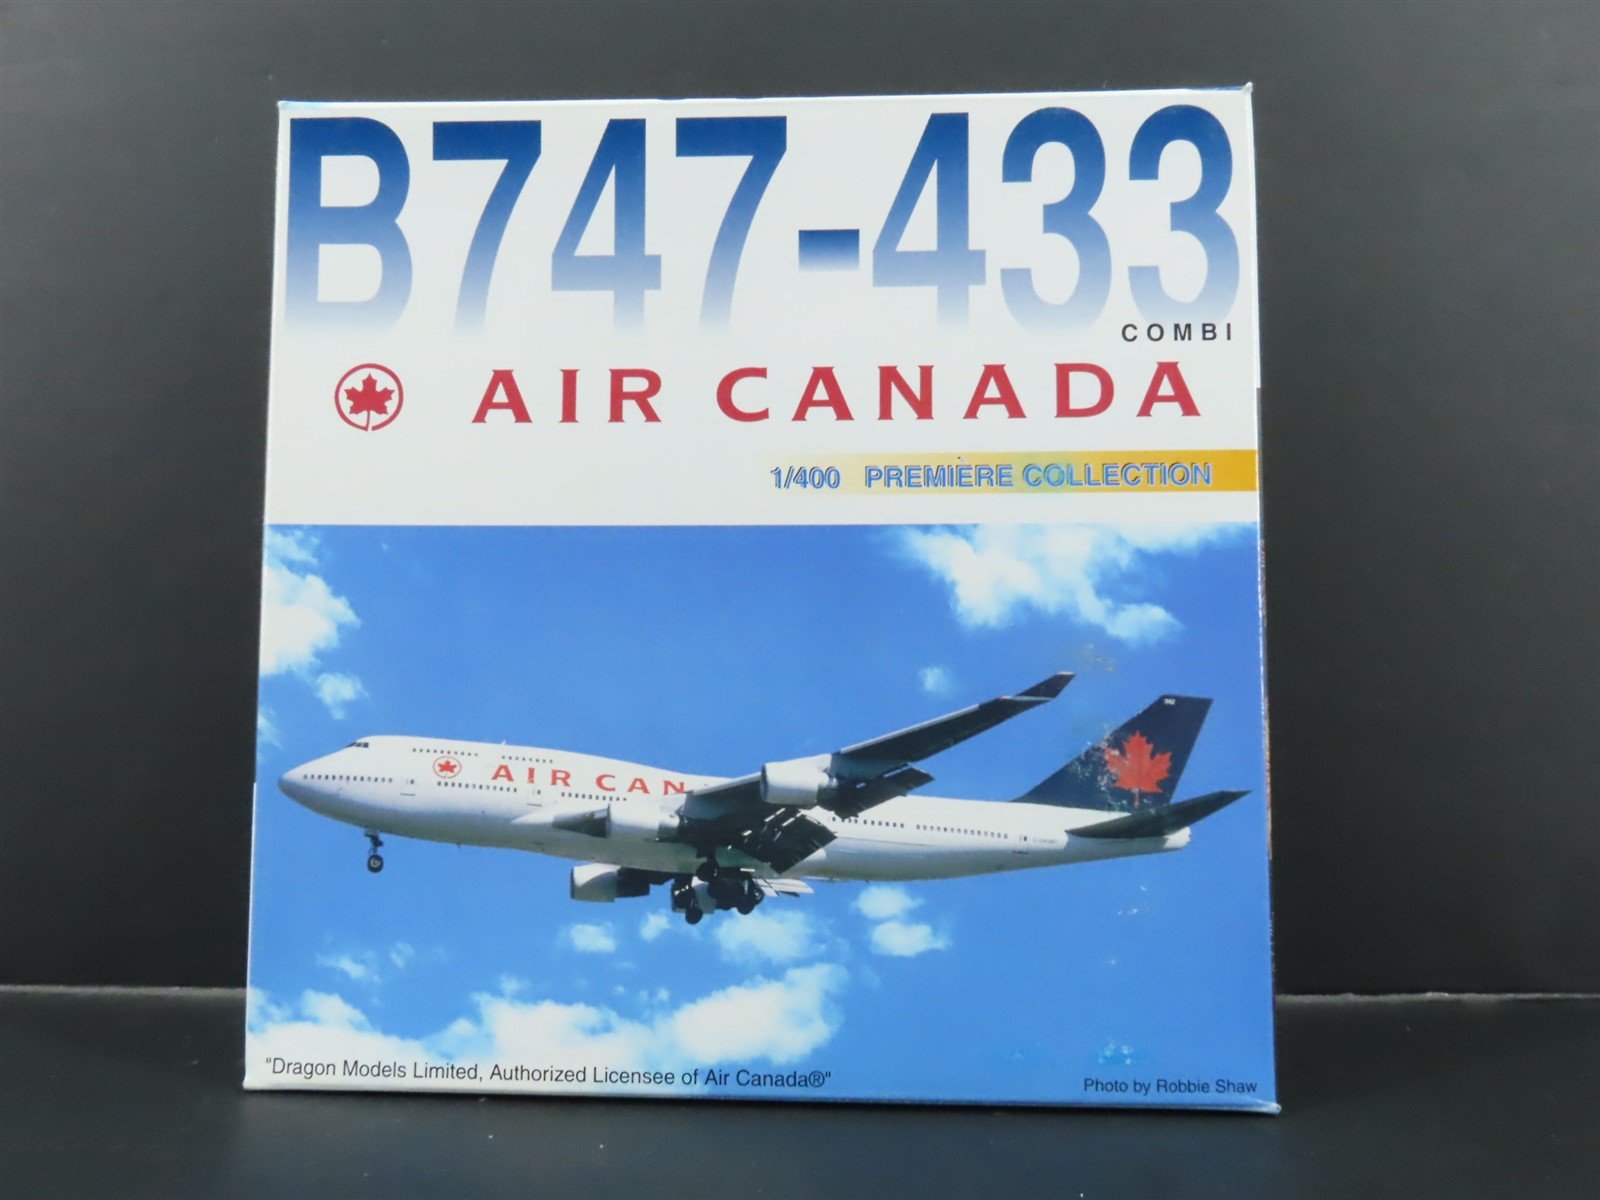 B747-433
COMBI
AIR CANADA
1/400 PREMIÈRE COLLECTION
AIR CAN
"Dragon Models Limited, Authorized Licensee of Air Canada®"
Photo by Robbie Shaw